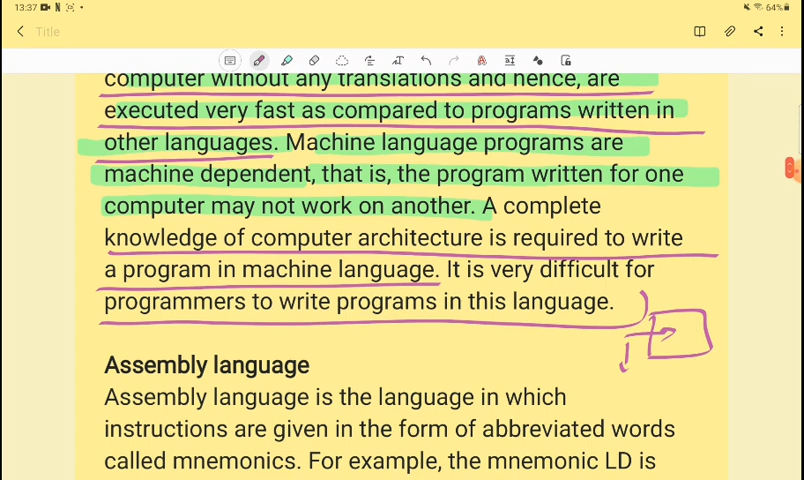 13:37
64%
Title
computer without any translations and hence, are
executed very fast as compared to programs written in
other languages. Machine language programs are
machine dependent, that is, the program written for one
computer may not work on another. A complete
knowledge of computer architecture is required to write
a program in machine language. It is very difficult for
programmers to write programs in this language.
Assembly language
Assembly language is the language in which
instructions are given in the form of abbreviated words
called mnemonics. For example, the mnemonic LD is